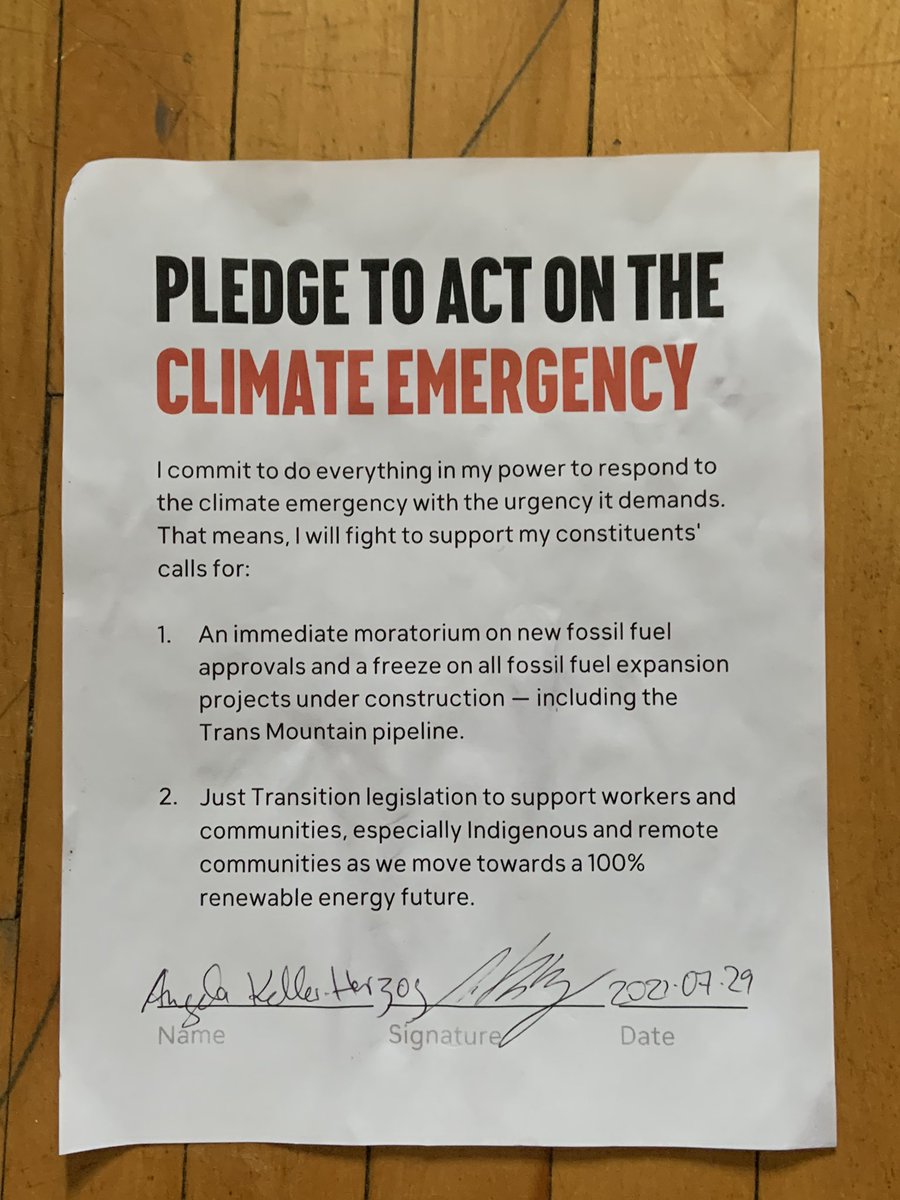 PLEDGE TO ACT ON THE
CLIMATE EMERGENCY
I commit to do everything in my power to respond to
the climate emergency with the urgency it demands.
That means, I will fight to support my constituents'
calls for:
1. An immediate moratorium on new fossil fuel
approvals and a freeze on all fossil fuel expansion
projects under construction — including the
Trans Mountain pipeline.
2. Just Transition legislation to support workers and
communities, especially Indigenous and remote
communities as we move towards a 100%
renewable energy future.
Angela Keller-Herzog 2021-07-29
Name Signature Date